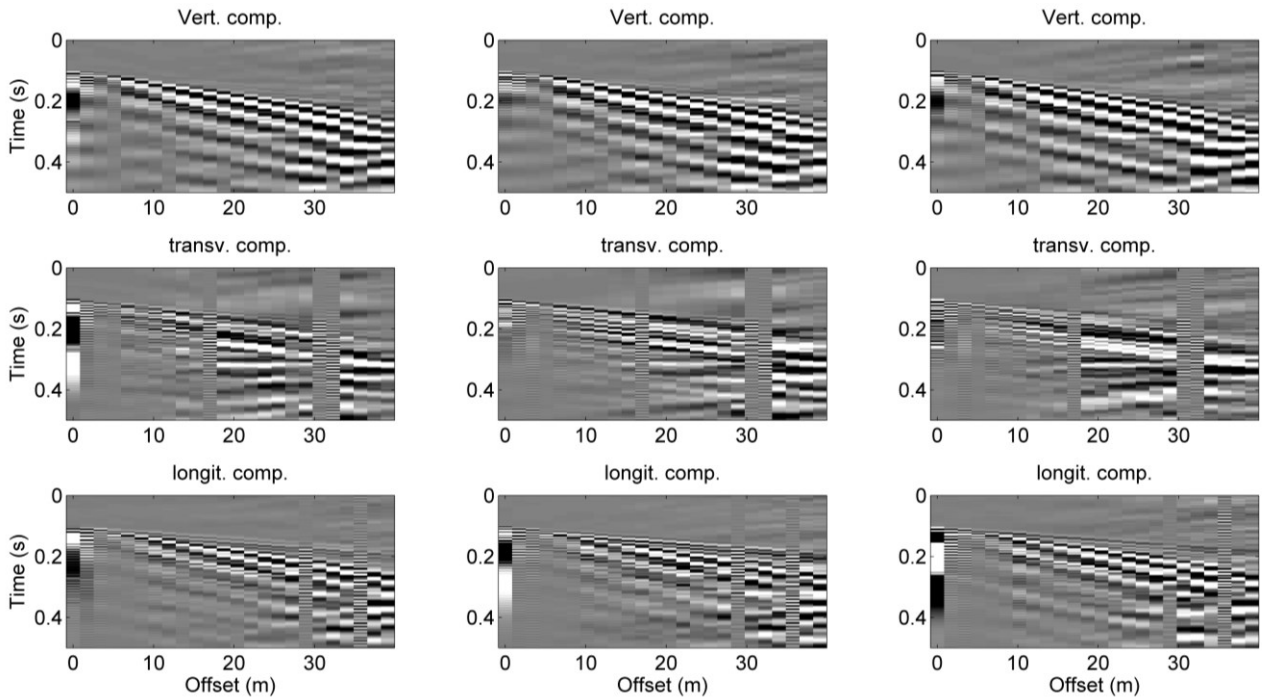 Vert. comp. Vert. comp. Vert. comp.
0 0 0
Time (s)
0.2 0.2 0.2
0.4 0.4 0.4
0 10 20 30 0 10 20 30 0 10 20 30
transv. comp. transv. comp. transv. comp.
0 0 0
Time (s)
0.2 0.2 0.2
0.4 0.4 0.4
0 10 20 30 0 10 20 30 0 10 20 30
longit. comp. longit. comp. longit. comp.
0 0 0
Time (s)
0.2 0.2 0.2
0.4 0.4 0.4
0 10 20 30 0 10 20 30 0 10 20 30
Offset (m) Offset (m) Offset (m)